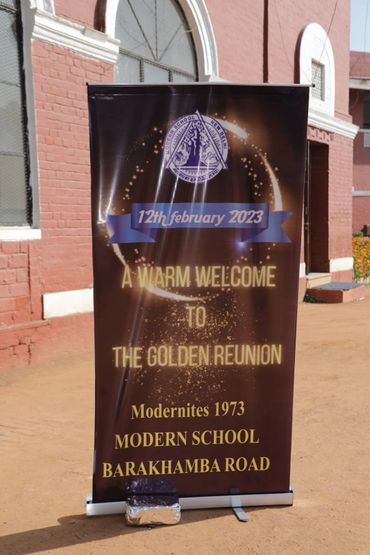 12th february 2023
A WARM WELCOME
TO
THE GOLDEN REUNION
Modernites 1973
MODERN SCHOOL
BARAKHAMBA ROAD